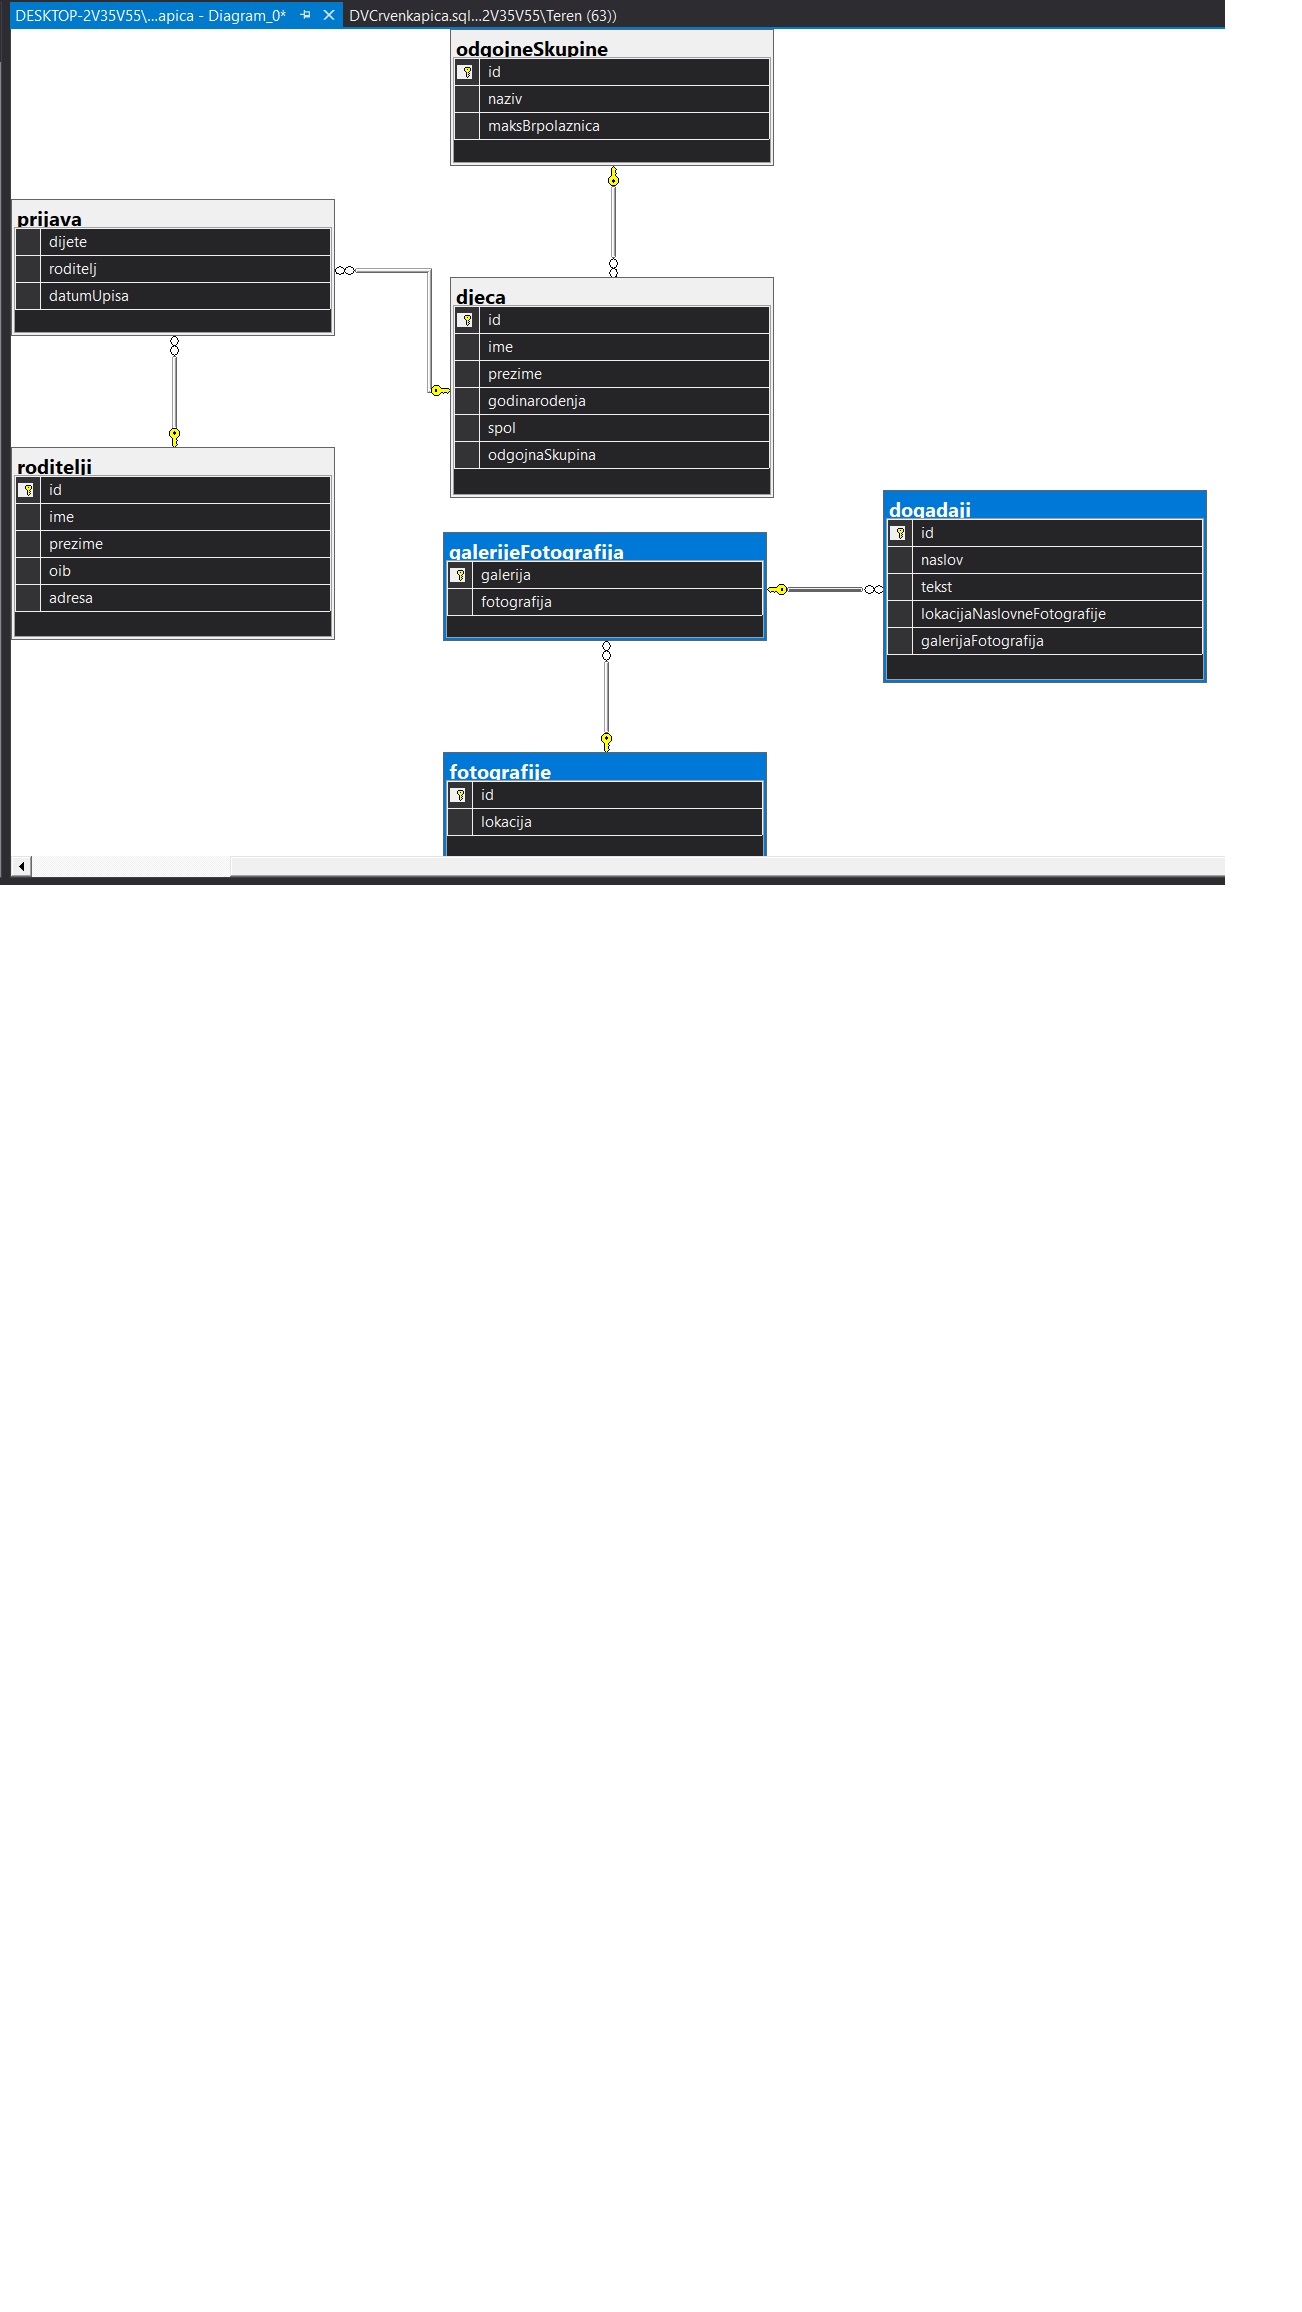 DESKTOP-2V35V55\...apica - Diagram_0*
DVCrvenkapica.sql...2V35V55\Teren (63))
odgojneSkupine
id
naziv
maksBrpolaznica
prijava
dijete
roditelj
datumUpisa
djeca
id
ime
prezime
godinarodenja
spol
odgojnaSkupina
roditelji
id
ime
prezime
oib
adresa
galerijeFotografija
galerija
fotografija
dogadaji
id
naslov
tekst
lokacijaNaslovneFotografije
galerijaFotografija
fotografije
id
lokacija